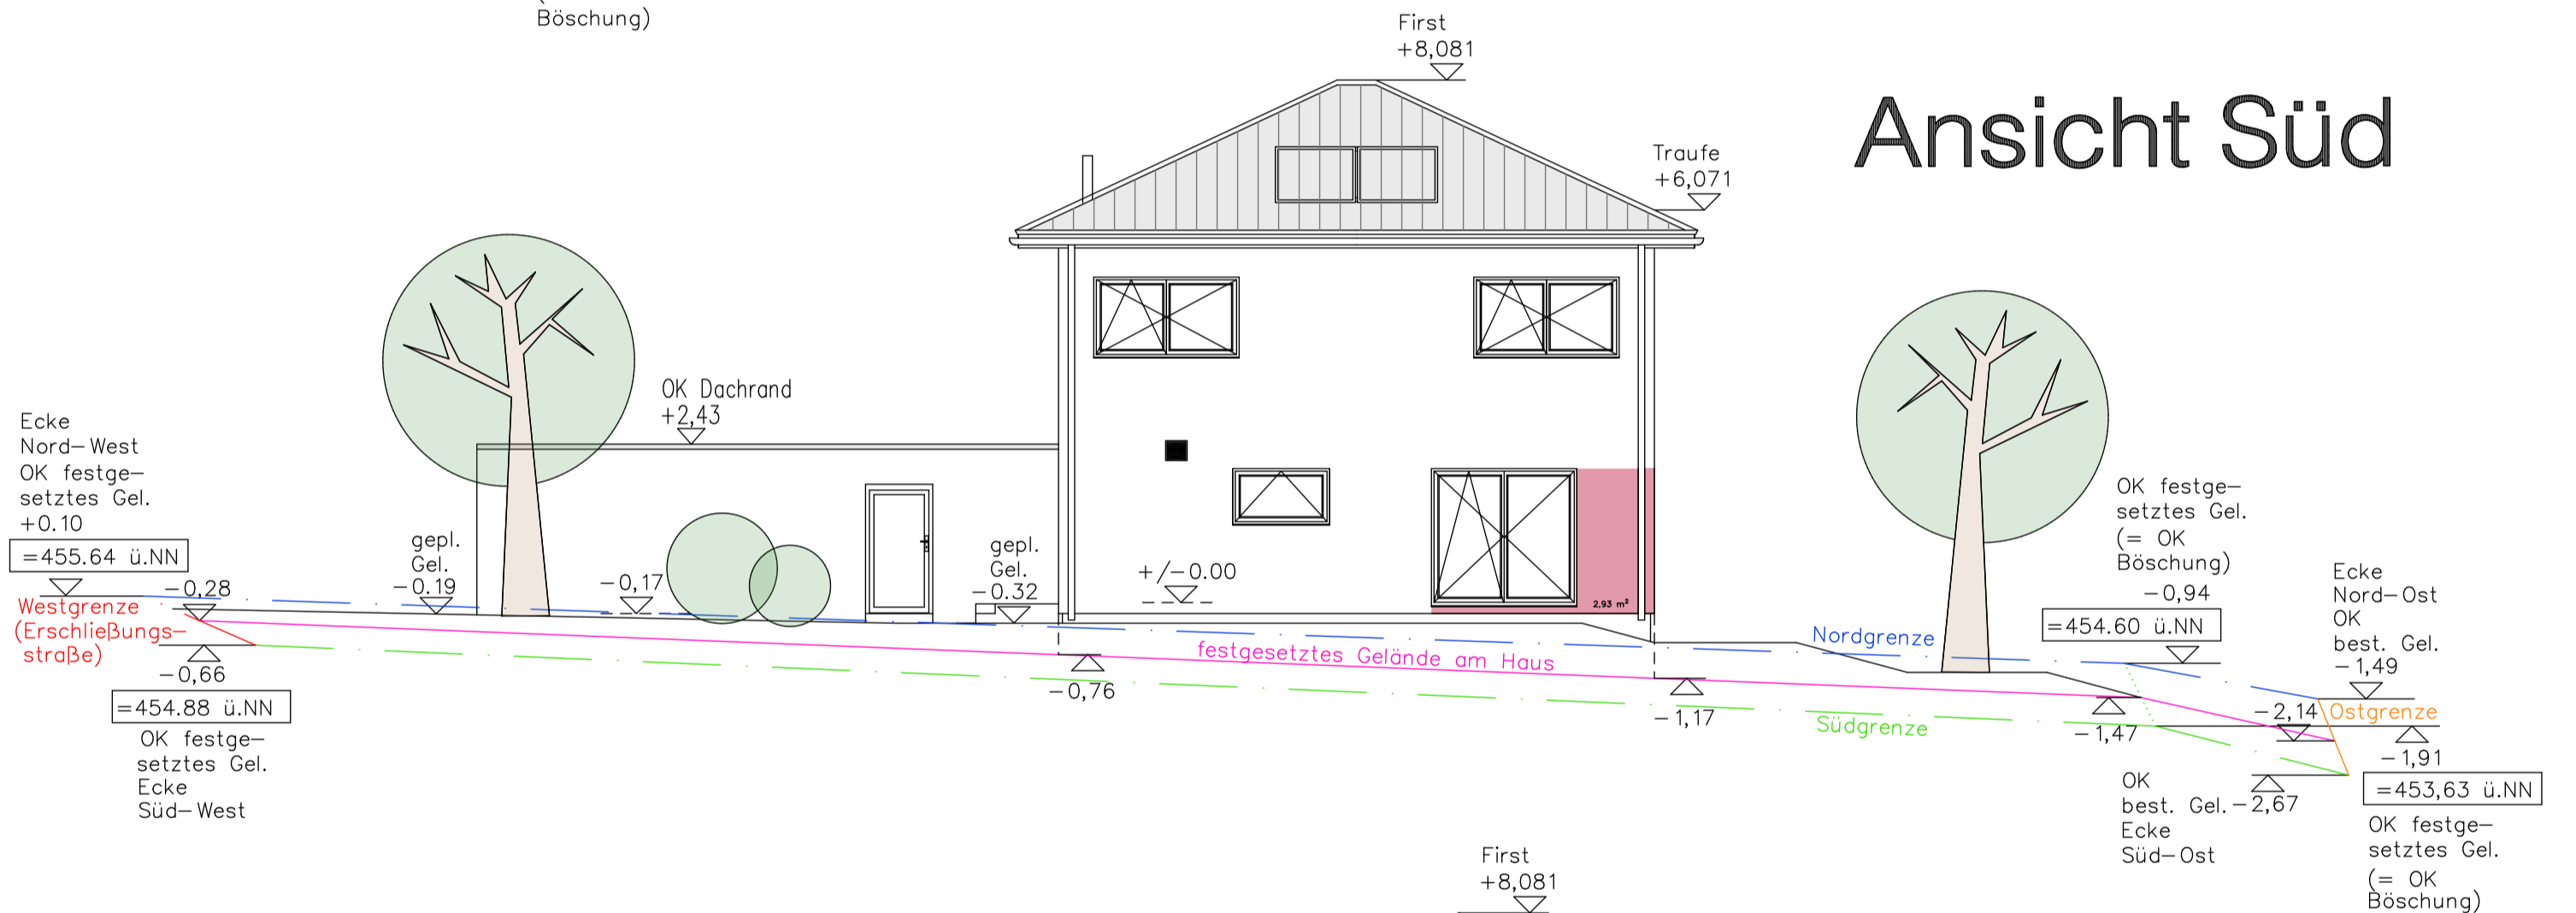 Böschung)
First
+8,081
Ansicht Süd
Traufe
+6,071
OK Dachrand
+2,43
Ecke
Nord-West
OK festge-
setztes Gel.
+0.10
=455.64 ü.NN
-0,28
Westgrenze
(Erschließungs-
straße)
-0,66
=454.88 ü.NN
OK festge-
setztes Gel.
Ecke
Süd-West
gepl.
Gel.
-0.19
-0,17
gepl.
Gel.
-0.32
+/-0.00
2,93 m²
festgesetztes Gelände am Haus
-0,76
-1,17
Nordgrenze
Südgrenze
OK festge-
setztes Gel.
(= OK
Böschung)
-0,94
=454.60 ü.NN
Ecke
Nord-Ost
OK
best. Gel.
-1,49
-2,14
Ostgrenze
-1,47
-1,91
=453,63 ü.NN
OK festge-
setztes Gel.
(= OK
Böschung)
OK
best. Gel.-2,67
Ecke
Süd-Ost
First
+8,081